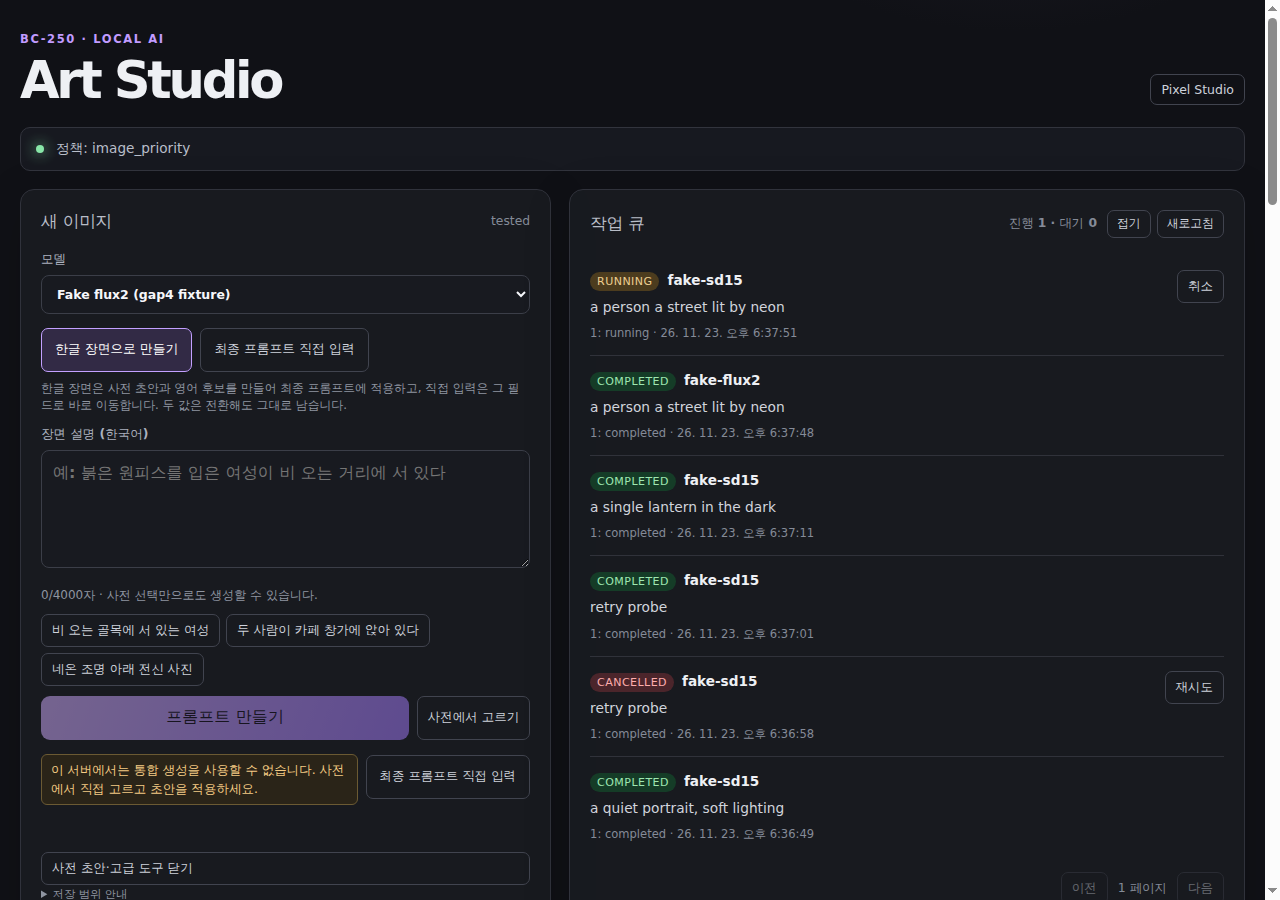 BC-250 · LOCAL AI
Art Studio
Pixel Studio
정책: image_priority
새 이미지
tested
모델
Fake flux2 (gap4 fixture)
한글 장면으로 만들기
최종 프롬프트 직접 입력
한글 장면은 사전 초안과 영어 후보를 만들어 최종 프롬프트에 적용하고, 직접 입력은 그 필
드로 바로 이동합니다. 두 값은 전환해도 그대로 남습니다.
장면 설명 (한국어)
예: 붉은 원피스를 입은 여성이 비 오는 거리에 서 있다
0/4000자 · 사전 선택만으로도 생성할 수 있습니다.
비 오는 골목에 서 있는 여성
두 사람이 카페 창가에 앉아 있다
네온 조명 아래 전신 사진
프롬프트 만들기
사전에서 고르기
이 서버에서는 통합 생성을 사용할 수 없습니다. 사전
에서 직접 고르고 초안을 적용하세요.
최종 프롬프트 직접 입력
사전 초안·고급 도구 닫기
저장 범위 안내
작업 큐
진행 1 · 대기 0
접기
새로고침
RUNNING fake-sd15
취소
a person a street lit by neon
1: running · 26. 11. 23. 오후 6:37:51
COMPLETED fake-flux2
a person a street lit by neon
1: completed · 26. 11. 23. 오후 6:37:48
COMPLETED fake-sd15
a single lantern in the dark
1: completed · 26. 11. 23. 오후 6:37:11
COMPLETED fake-sd15
retry probe
1: completed · 26. 11. 23. 오후 6:37:01
CANCELLED fake-sd15
재시도
retry probe
1: completed · 26. 11. 23. 오후 6:36:58
COMPLETED fake-sd15
a quiet portrait, soft lighting
1: completed · 26. 11. 23. 오후 6:36:49
이전
1 페이지
다음